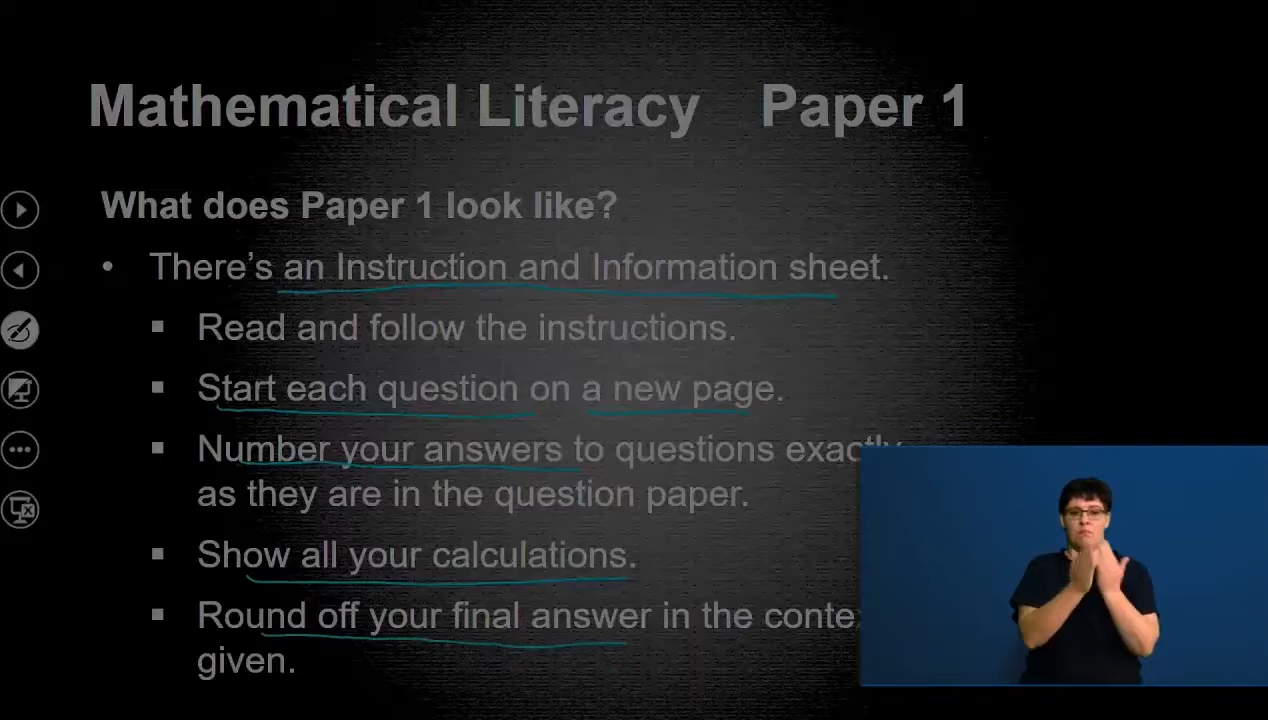 Mathematical Literacy Paper 1
What does Paper 1 look like?
• There’s an Instruction and Information sheet.
▪ Read and follow the instructions.
▪ Start each question on a new page.
▪ Number your answers to questions exactly
as they are in the question paper.
▪ Show all your calculations.
▪ Round off your final answer in the
given.